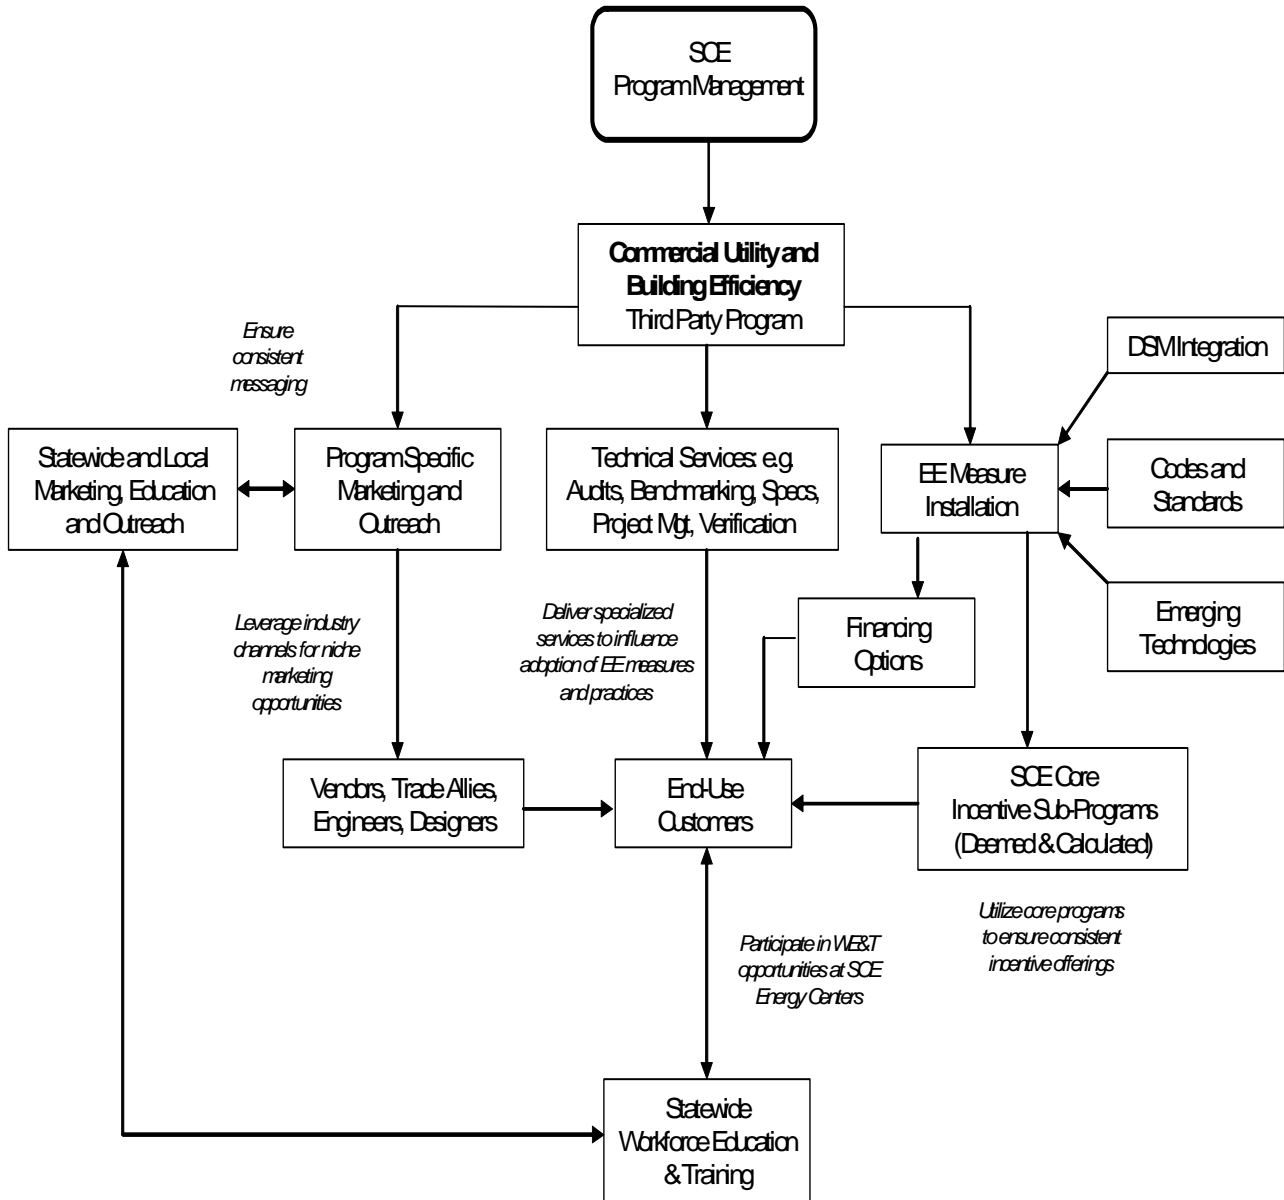 SCE
Program Management
Commercial Utility and
Building Efficiency
Third Party Program
Ensure
consistent
messaging
DSM Integration
Statewide and Local
Marketing, Education
and Outreach
Program Specific
Marketing and
Outreach
Technical Services: e.g.
Audits, Benchmarking, Specs,
Project Mgt, Verification
EE Measure
Installation
Codes and
Standards
Leverage industry
channels for niche
marketing
opportunities
Deliver specialized
services to influence
adoption of EE measures
and practices
Financing
Options
Emerging
Technologies
Vendors, Trade Allies,
Engineers, Designers
End-Use
Customers
SCE Core
Incentive Sub-Programs
(Deemed & Calculated)
Participate in WE&T
opportunities at SCE
Energy Centers
Utilize core programs
to ensure consistent
incentive offerings
Statewide
Workforce Education
& Training